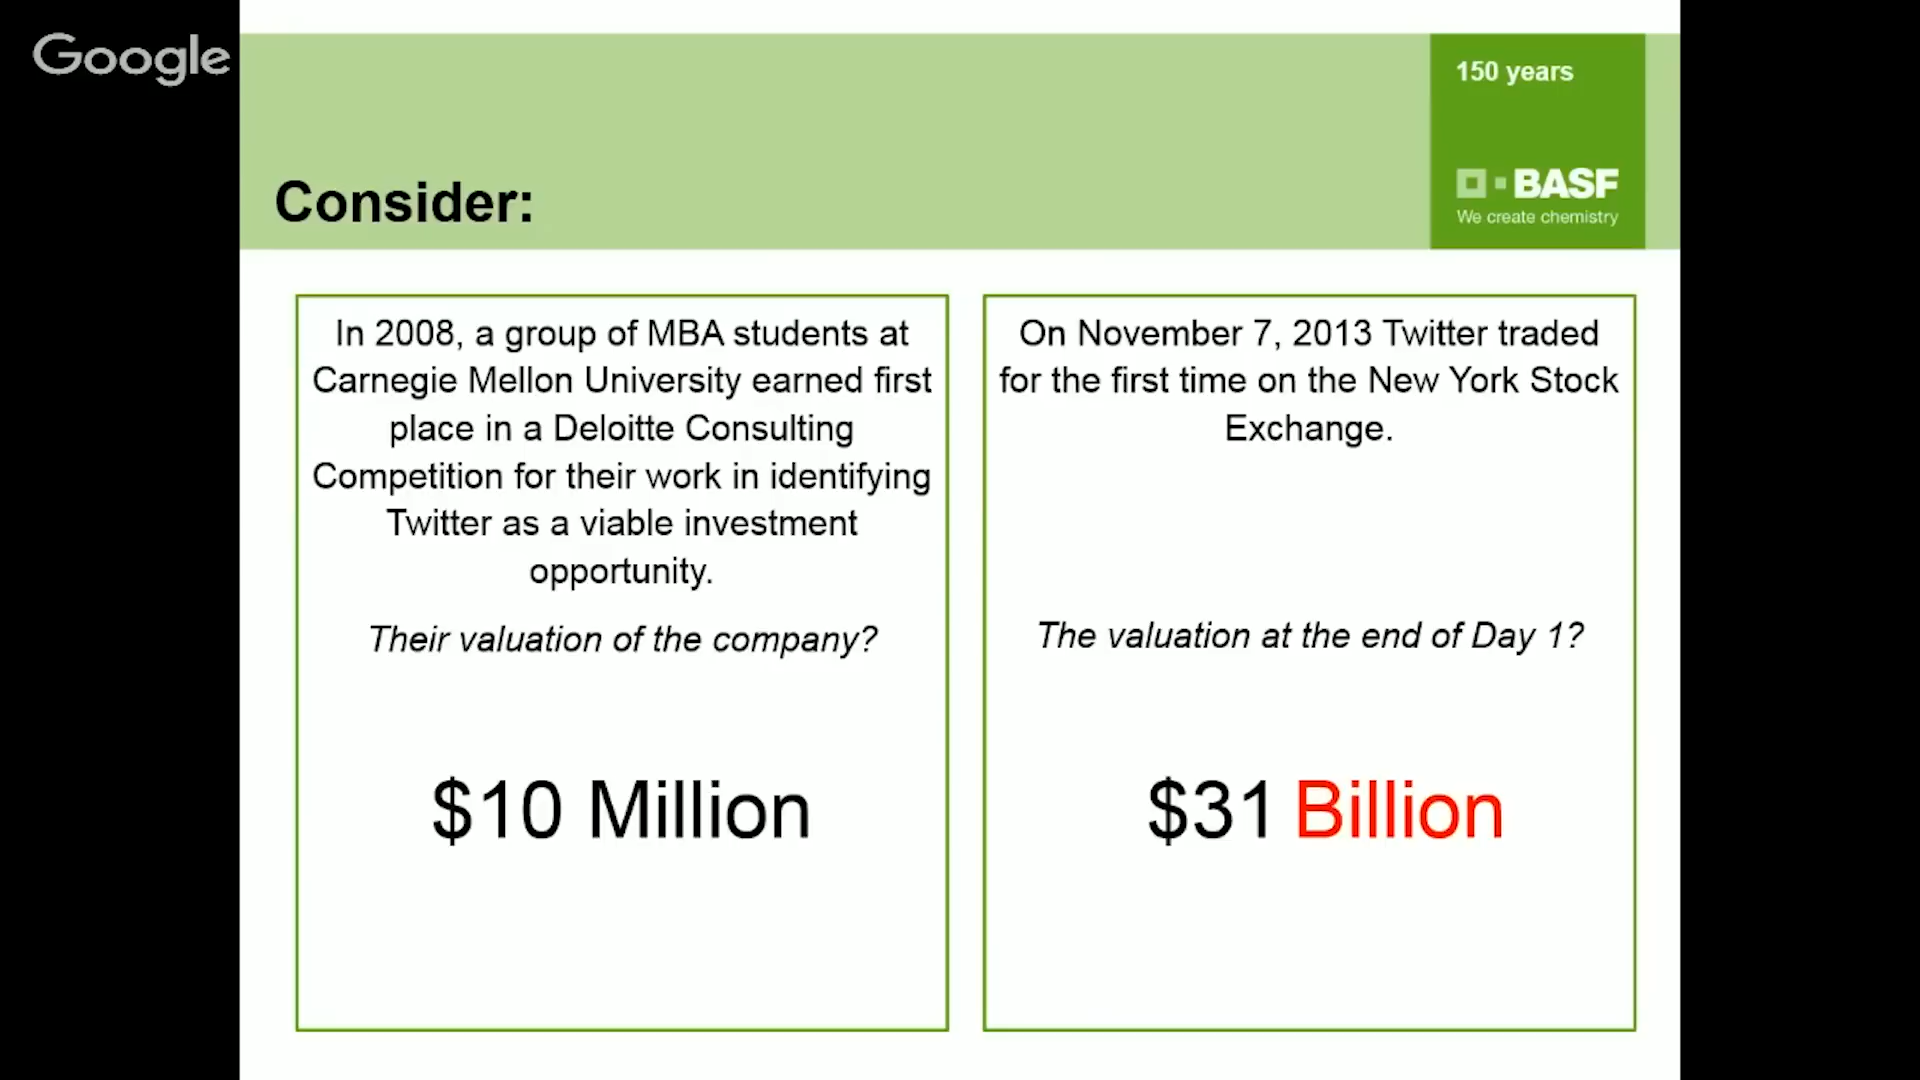 Google
150 years
BASF
We create chemistry
Consider:
In 2008, a group of MBA students at
Carnegie Mellon University earned first
place in a Deloitte Consulting
Competition for their work in identifying
Twitter as a viable investment
opportunity.
Their valuation of the company?
$10 Million
On November 7, 2013 Twitter traded
for the first time on the New York Stock
Exchange.
The valuation at the end of Day 1?
$31 Billion